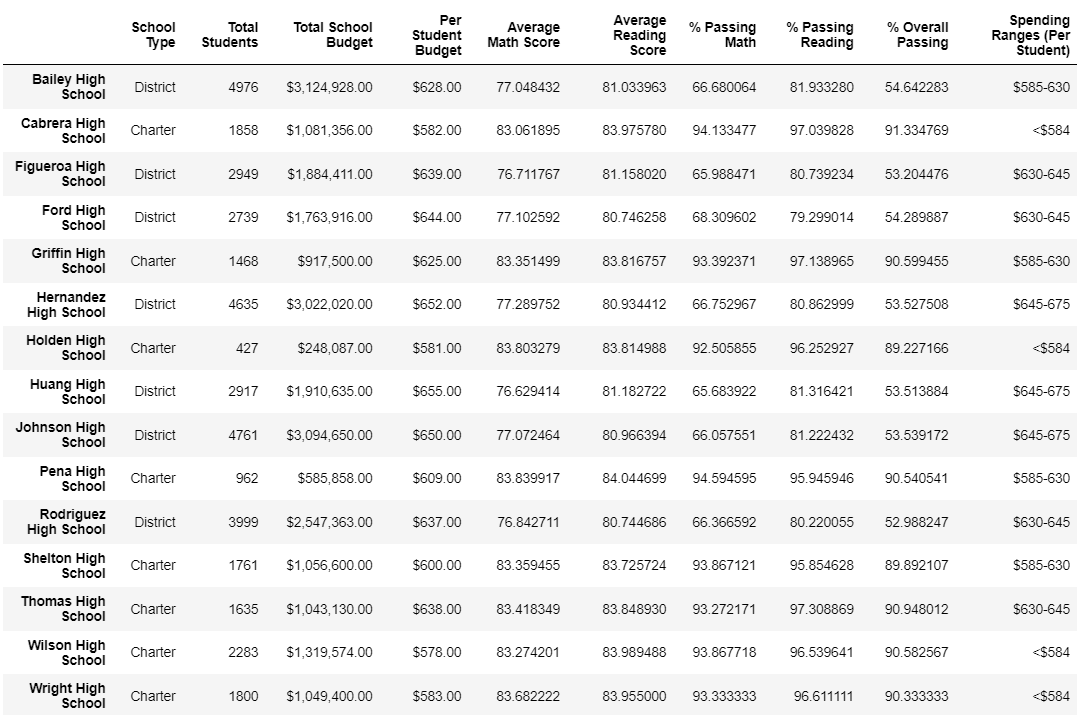 School Type Total Students Total School Budget Per Student Budget Average Math Score Average Reading Score % Passing Math % Passing Reading % Overall Passing Spending Ranges (Per Student)
Bailey High School District 4976 $3,124,928.00 $628.00 77.048432 81.033963 66.680064 81.933280 54.642283 $585-630
Cabrera High School Charter 1858 $1,081,356.00 $582.00 83.061895 83.975780 94.133477 97.039828 91.334769 <$584
Figueroa High School District 2949 $1,884,411.00 $639.00 76.711767 81.158020 65.988471 80.739234 53.204476 $630-645
Ford High School District 2739 $1,763,916.00 $644.00 77.102592 80.746258 68.309602 79.299014 54.289887 $630-645
Griffin High School Charter 1468 $917,500.00 $625.00 83.351499 83.816757 93.392371 97.138965 90.599455 $585-630
Hernandez High School District 4635 $3,022,020.00 $652.00 77.289752 80.934412 66.752967 80.862999 53.527508 $645-675
Holden High School Charter 427 $248,087.00 $581.00 83.803279 83.814988 92.505855 96.252927 89.227166 <$584
Huang High School District 2917 $1,910,635.00 $655.00 76.629414 81.182722 65.683922 81.316421 53.513884 $645-675
Johnson High School District 4761 $3,094,650.00 $650.00 77.072464 80.966394 66.057551 81.222432 53.539172 $645-675
Pena High School Charter 962 $585,858.00 $609.00 83.839917 84.044699 94.594595 95.945946 90.540541 $585-630
Rodriguez High School District 3999 $2,547,363.00 $637.00 76.842711 80.744686 66.366592 80.220055 52.988247 $630-645
Shelton High School Charter 1761 $1,056,600.00 $600.00 83.359455 83.725724 93.867121 95.854628 89.892107 $585-630
Thomas High School Charter 1635 $1,043,130.00 $638.00 83.418349 83.848930 93.272171 97.308869 90.948012 $630-645
Wilson High School Charter 2283 $1,319,574.00 $578.00 83.274201 83.989488 93.867718 96.539641 90.582567 <$584
Wright High School Charter 1800 $1,049,400.00 $583.00 83.682222 83.955000 93.333333 96.611111 90.333333 <$584